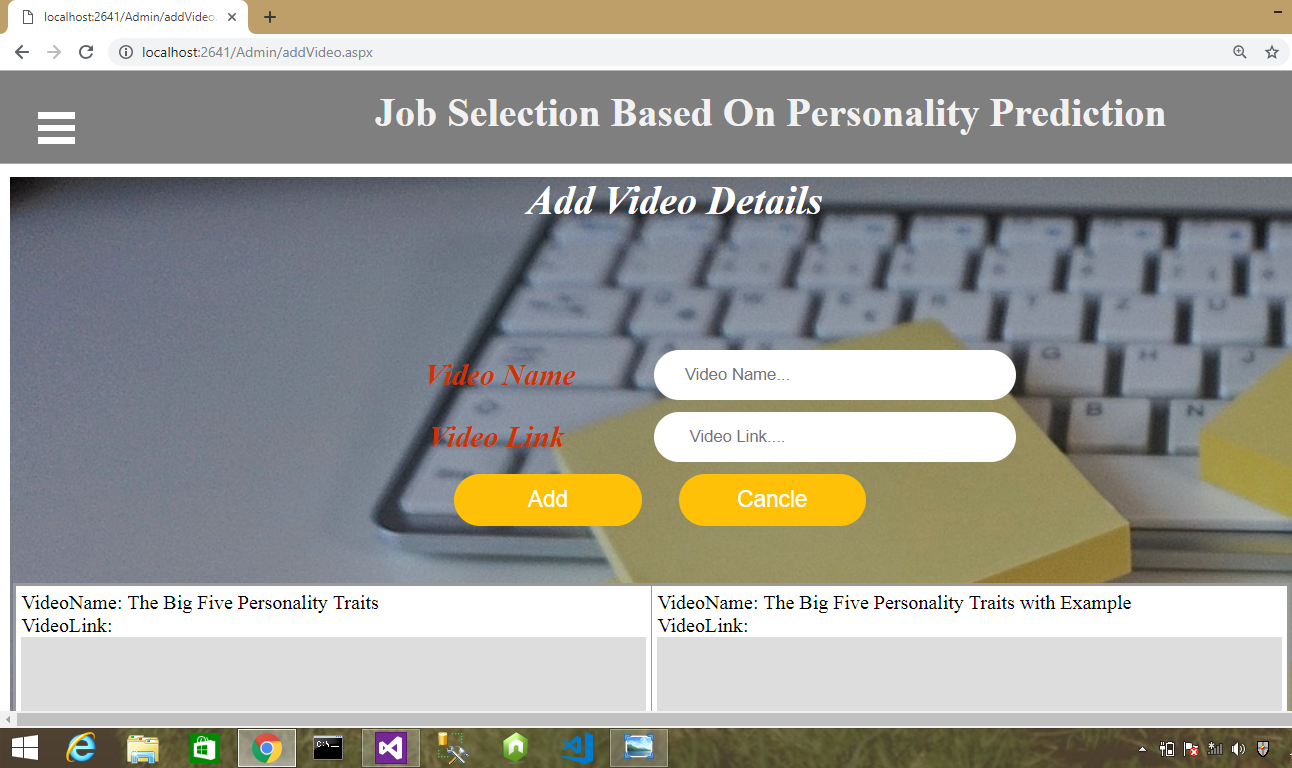 localhost:2641/Admin/addVideo.
localhost:2641/Admin/addVideo.aspx
Job Selection Based On Personality Prediction
Add Video Details
Video Name
Video Name...
Video Link
Video Link....
Add
Cancle
VideoName: The Big Five Personality Traits
VideoLink:
VideoName: The Big Five Personality Traits with Example
VideoLink: